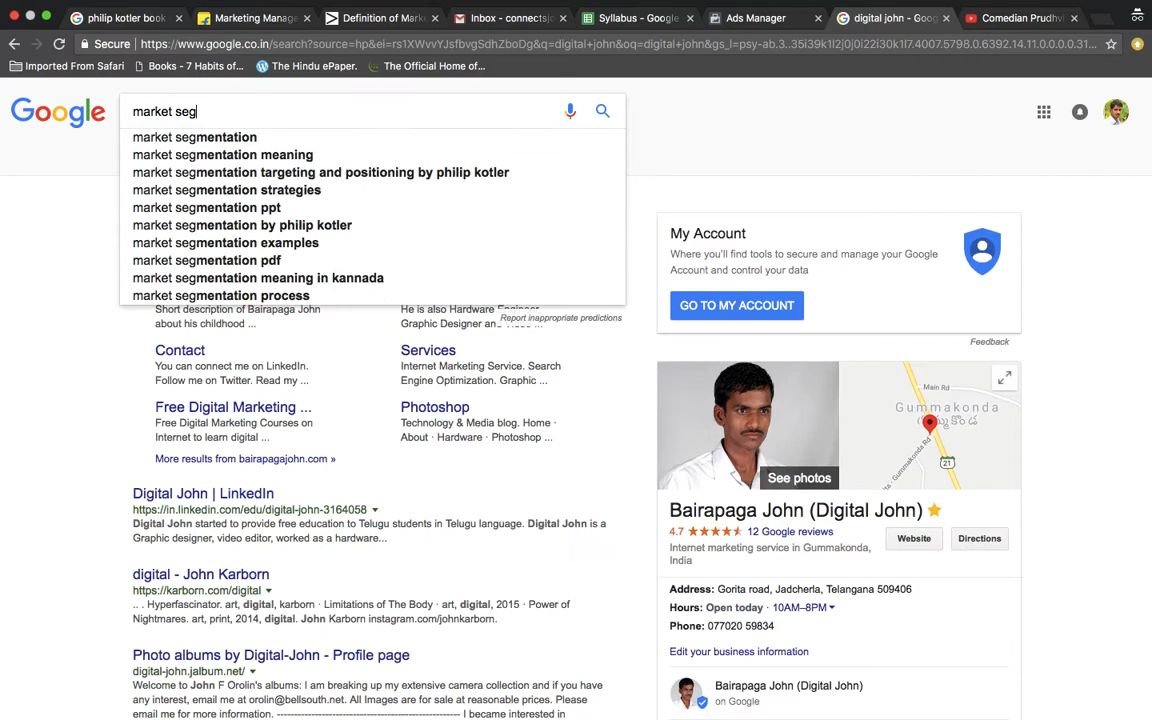 philip kotler book
Marketing Manage
Definition of Marke
Inbox - connectsjo
Syllabus - Google
Ads Manager
digital john - Goog
Comedian Prudhvi
Secure
https://www.google.co.in/search?source=hp&ei=rs1XWvvYJsfbvgSdhZboDg&q=digital+john&oq=digital+john&gs_l=psy-ab.3..35i39k1l2j0j0i22i30k1l7.4007.5798.0.6392.14.11.0.0.0.0.31...
Imported From Safari
Books - 7 Habits of...
The Hindu ePaper.
The Official Home of...
Google
market seg
market segmentation
market segmentation meaning
market segmentation targeting and positioning by philip kotler
market segmentation strategies
market segmentation ppt
market segmentation by philip kotler
market segmentation examples
market segmentation pdf
market segmentation meaning in kannada
market segmentation process
Report inappropriate predictions
Short description of Bairapaga John
about his childhood ...
He is also Hardware Engineer
Graphic Designer an
Contact
You can connect me on LinkedIn.
Follow me on Twitter. Read my ...
Services
Internet Marketing Service. Search
Engine Optimization. Graphic ...
Free Digital Marketing ...
Free Digital Marketing Courses on
Internet to learn digital ...
Photoshop
Technology & Media blog. Home ·
About · Hardware · Photoshop ...
More results from bairapagajohn.com »
Digital John | LinkedIn
https://in.linkedin.com/edu/digital-john-3164058
Digital John started to provide free education to Telugu students in Telugu language. Digital John is a
Graphic designer, video editor, worked as a hardware...
digital - John Karborn
https://karborn.com/digital
.. . Hyperfascinator. art, digital, karborn · Limitations of The Body · art, digital, 2015 · Power of
Nightmares. art, print, 2014, digital. John Karborn instagram.com/johnkarborn.
Photo albums by Digital-John - Profile page
digital-john.jalbum.net/
Welcome to John F Orolin's albums: I am breaking up my extensive camera collection and if you have
any interest, email me at orolin@bellsouth.net. All Images are for sale at reasonable prices. Please
email me for more information. ---------------------------------------------------- I became interested in
My Account
Where you'll find tools to secure and manage your Google
Account and control your data
GO TO MY ACCOUNT
Feedback
See photos
Main Rd
Gummakonda
గుమ్మకొండ
Gummakonda Rd
21
Bairapaga John (Digital John)
4.7 12 Google reviews
Internet marketing service in Gummakonda,
India
Website
Directions
Address: Gorita road, Jadcherla, Telangana 509406
Hours: Open today · 10AM–8PM
Phone: 077020 59834
Edit your business information
Bairapaga John (Digital John)
on Google